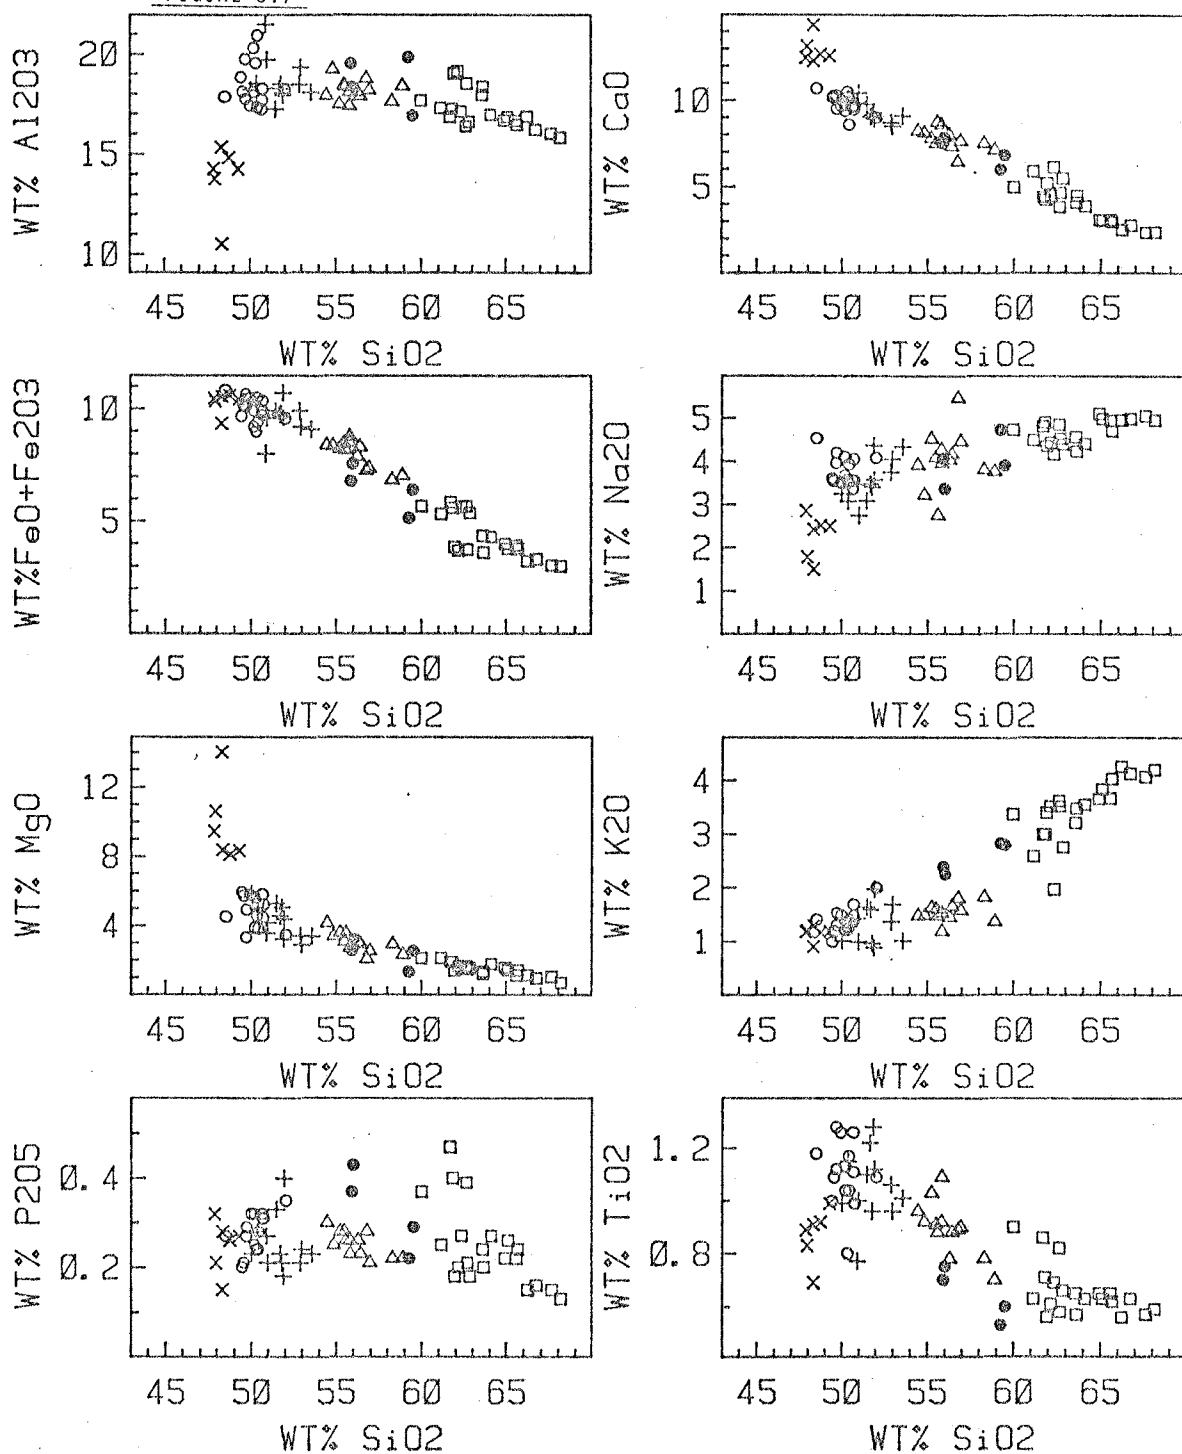 WT% Al2O3
20
15
10
45 50 55 60 65
WT% SiO2
WT% CaO
10
5
45 50 55 60 65
WT% SiO2
WT%FeO+Fe2O3
10
5
45 50 55 60 65
WT% SiO2
WT% Na2O
5
4
3
2
1
45 50 55 60 65
WT% SiO2
WT% MgO
12
8
4
45 50 55 60 65
WT% SiO2
WT% K2O
4
3
2
1
45 50 55 60 65
WT% SiO2
WT% P2O5
0.4
0.2
45 50 55 60 65
WT% SiO2
WT% TiO2
1.2
0.8
45 50 55 60 65
WT% SiO2